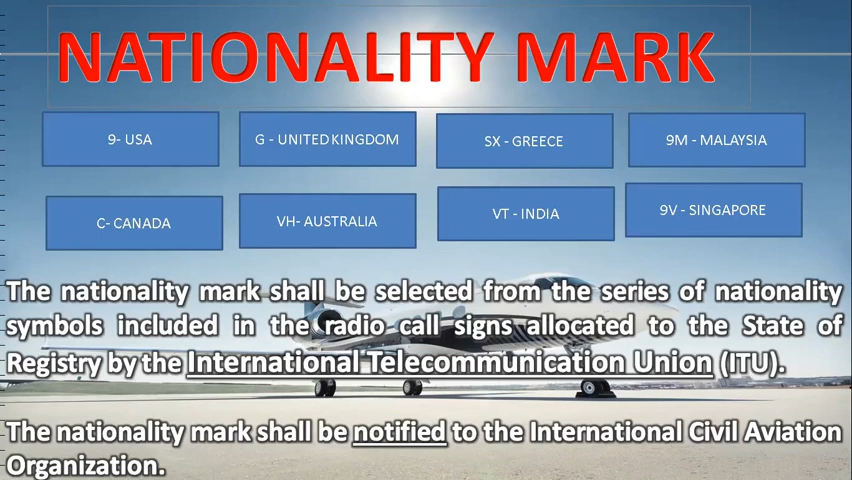 NATIONALITY MARK
9- USA
G - UNITED KINGDOM
SX - GREECE
9M - MALAYSIA
C- CANADA
VH- AUSTRALIA
VT - INDIA
9V - SINGAPORE
The nationality mark shall be selected from the series of nationality
symbols included in the radio call signs allocated to the State of
Registry by the International Telecommunication Union (ITU).
The nationality mark shall be notified to the International Civil Aviation
Organization.